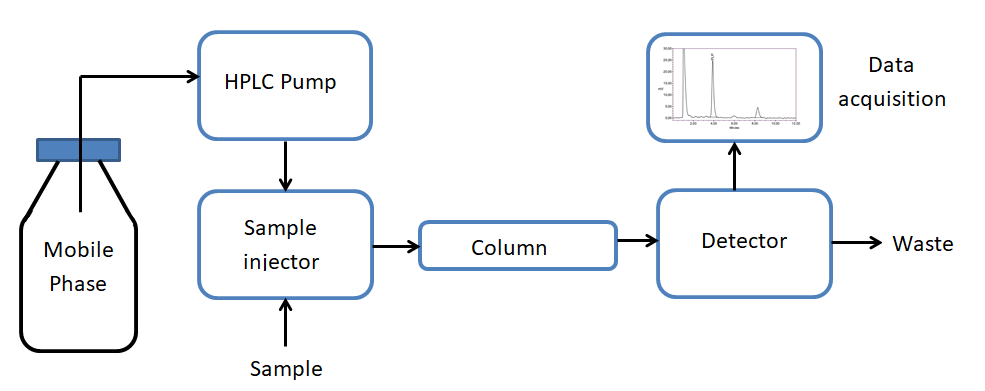 HPLC Pump
Data
acquisition
Mobile
Phase
Sample
injector
Column
Detector
Waste
Sample